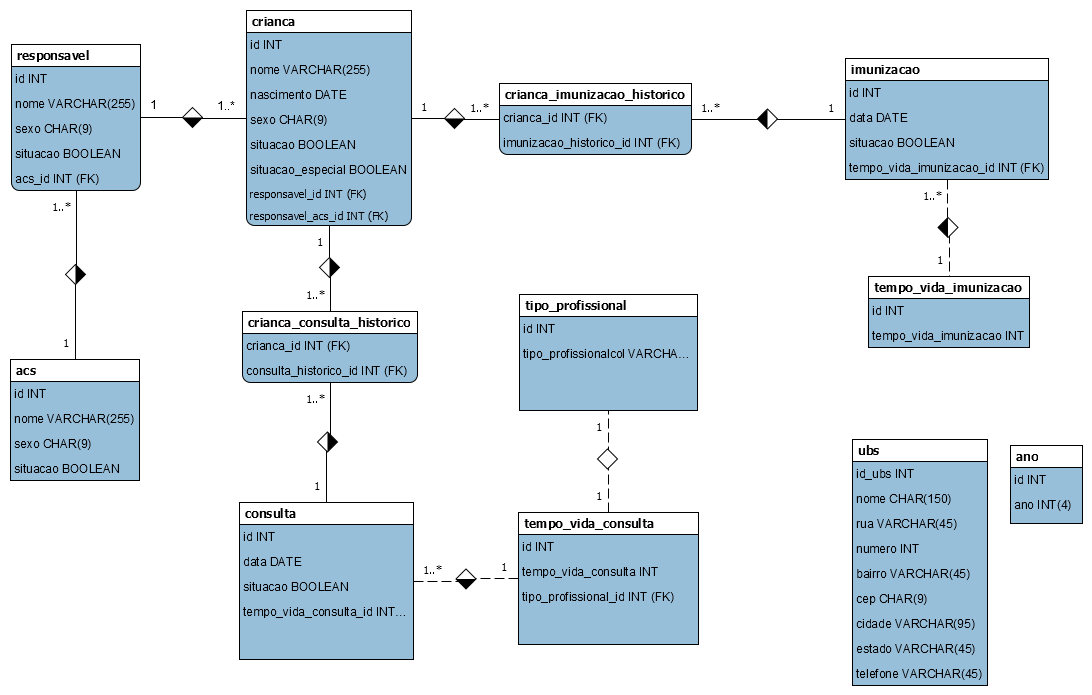 responsavel
id INT
nome VARCHAR(255)
sexo CHAR(9)
situacao BOOLEAN
acs_id INT (FK)
1
1..*
crianca
id INT
nome VARCHAR(255)
nascimento DATE
sexo CHAR(9)
situacao BOOLEAN
situacao_especial BOOLEAN
responsavel_id INT (FK)
responsavel_acs_id INT (FK)
1
1..*
crianca_imunizacao_historico
crianca_id INT (FK)
imunizacao_historico_id INT (FK)
1..*
1
imunizacao
id INT
data DATE
situacao BOOLEAN
tempo_vida_imunizacao_id INT (FK)
1..*
1
tempo_vida_imunizacao
id INT
tempo_vida_imunizacao INT
1..*
1
acs
id INT
nome VARCHAR(255)
sexo CHAR(9)
situacao BOOLEAN
1
1..*
crianca_consulta_historico
crianca_id INT (FK)
consulta_historico_id INT (FK)
1..*
1
consulta
id INT
data DATE
situacao BOOLEAN
tempo_vida_consulta_id INT...
1..*
1
tipo_profissional
id INT
tipo_profissionalcol VARCHA...
1
1
tempo_vida_consulta
id INT
tempo_vida_consulta INT
tipo_profissional_id INT (FK)
ubs
id_ubs INT
nome CHAR(150)
rua VARCHAR(45)
numero INT
bairro VARCHAR(45)
cep CHAR(9)
cidade VARCHAR(95)
estado VARCHAR(45)
telefone VARCHAR(45)
ano
id INT
ano INT(4)